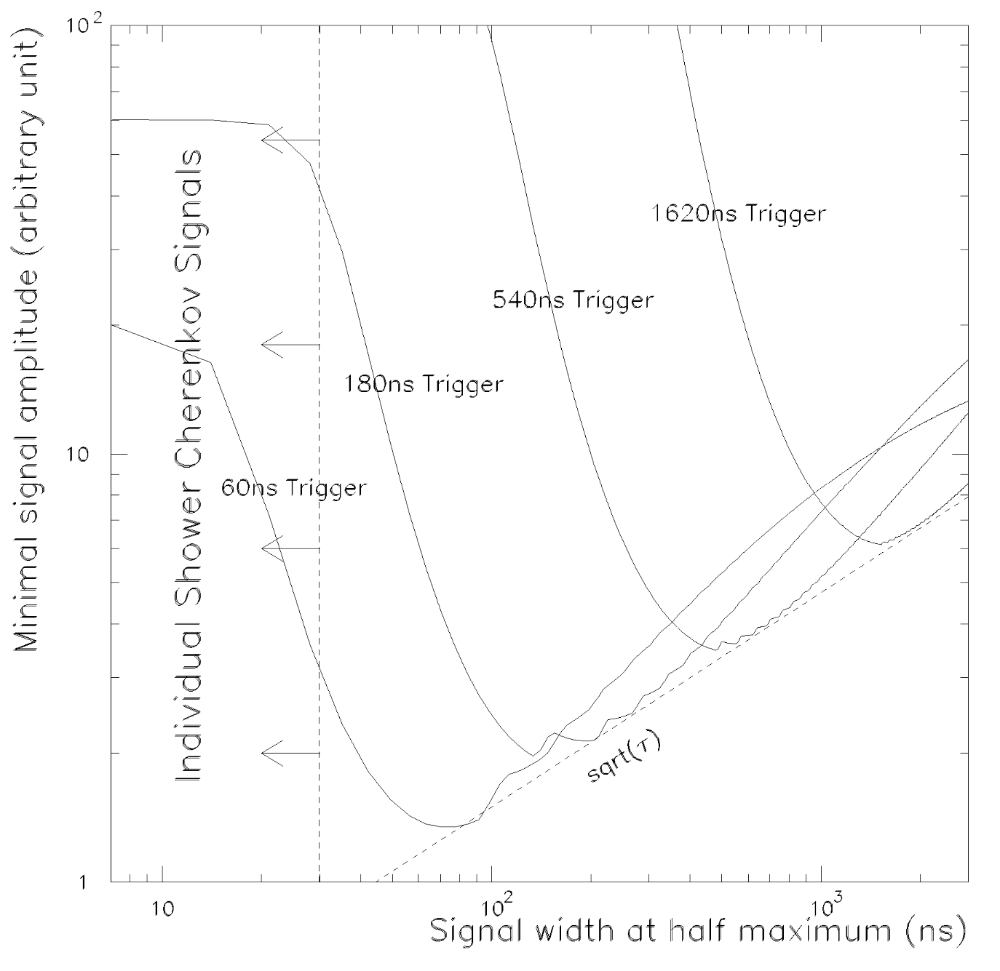 Minimal signal amplitude (arbitrary unit)
10²
10
1
Individual Shower Cherenkov Signals
1620ns Trigger
540ns Trigger
180ns Trigger
60ns Trigger
sqrt(τ)
10
10²
10³
Signal width at half maximum (ns)